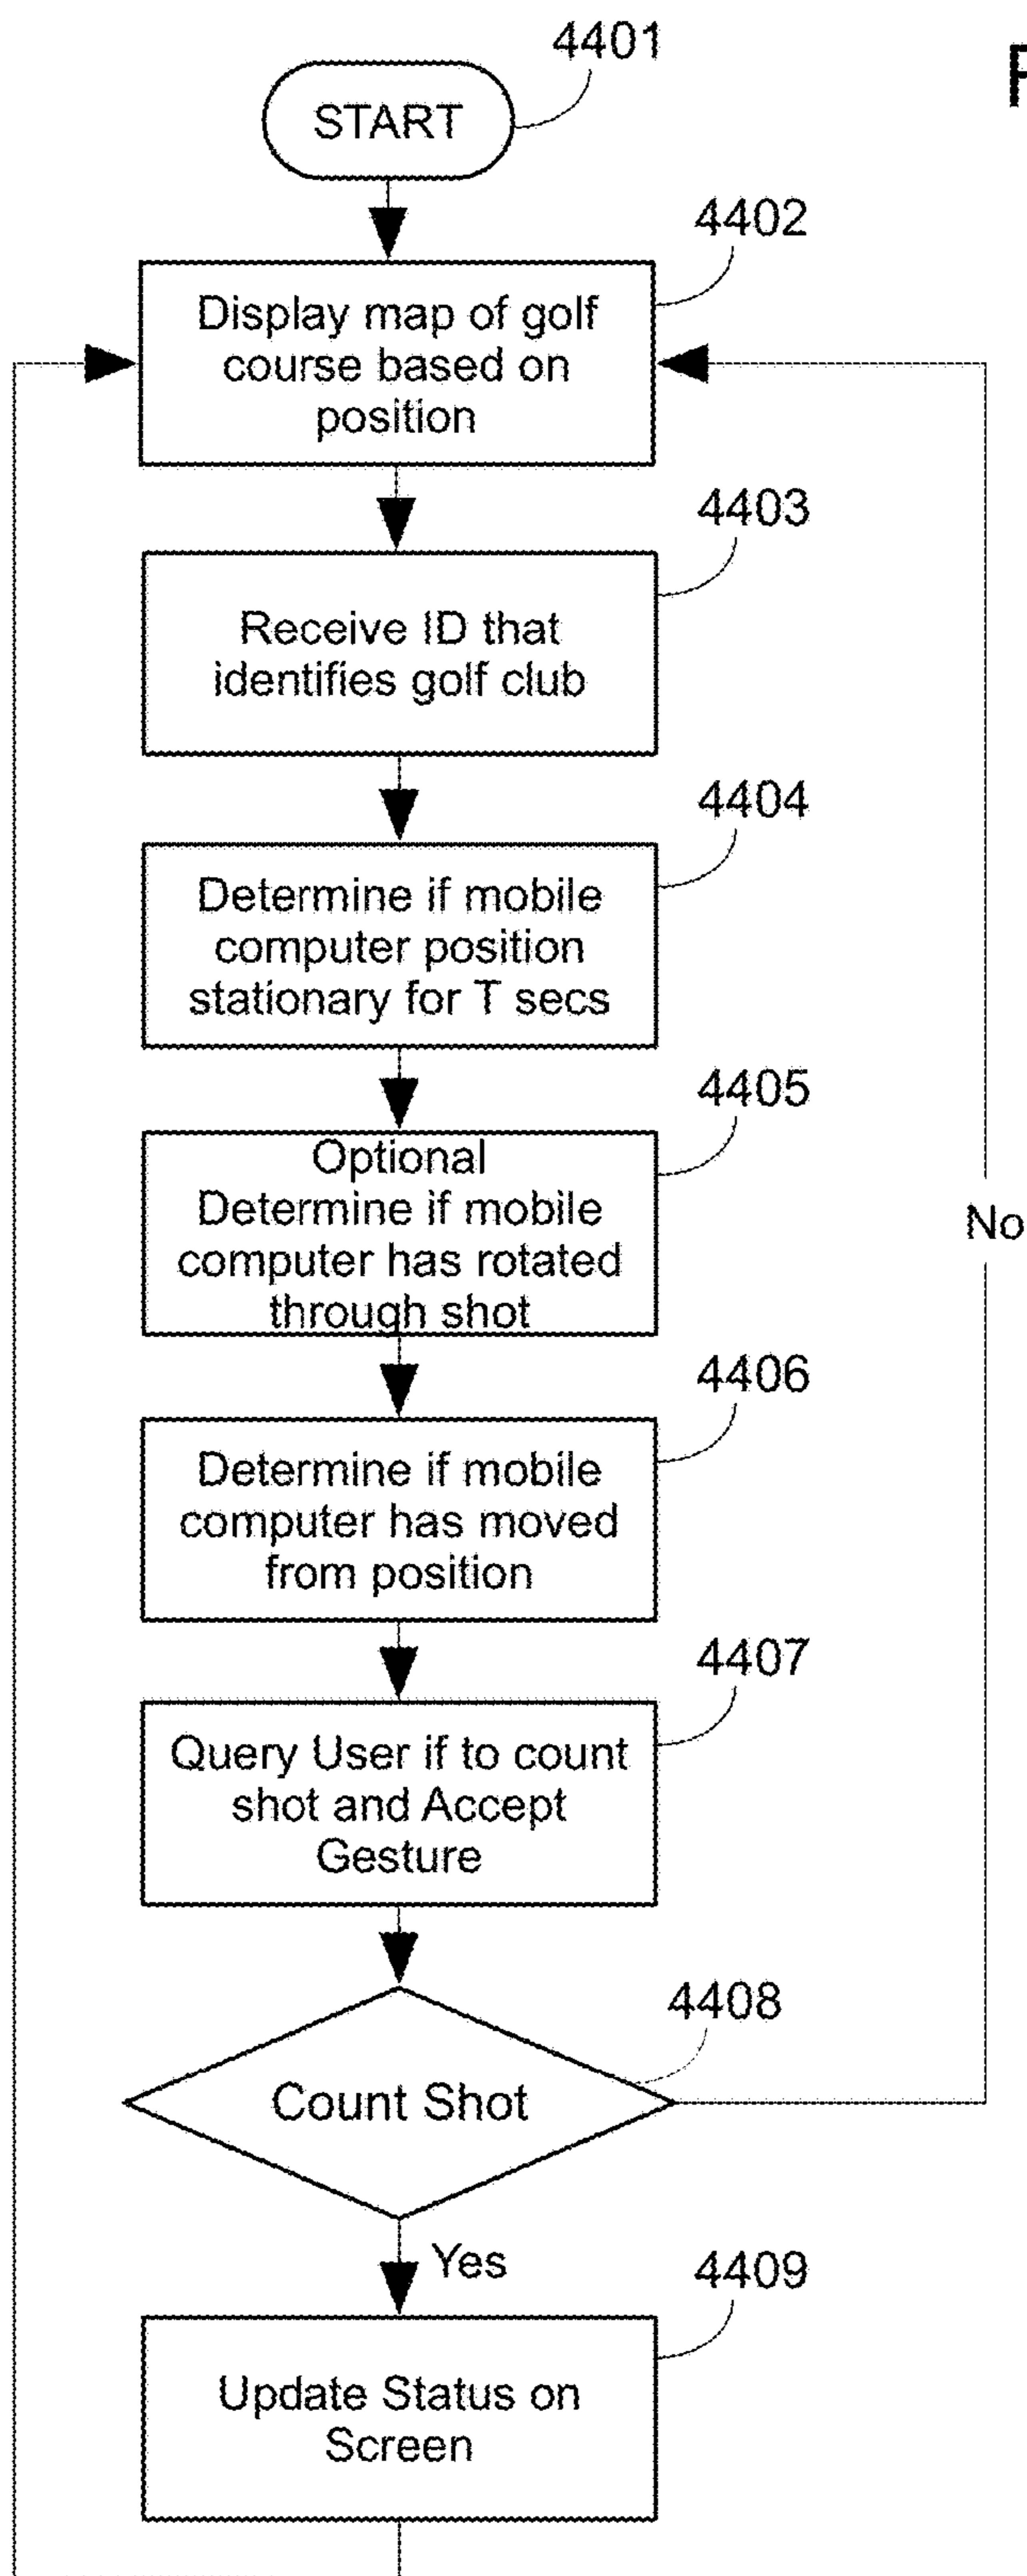 4401
START
4402
Display map of golf
course based on
position
4403
Receive ID that
identifies golf club
4404
Determine if mobile
computer position
stationary for T secs
4405
Optional
Determine if mobile
computer has rotated
through shot
No
4406
Determine if mobile
computer has moved
from position
4407
Query User if to count
shot and Accept
Gesture
4408
Count Shot
Yes
4409
Update Status on
Screen